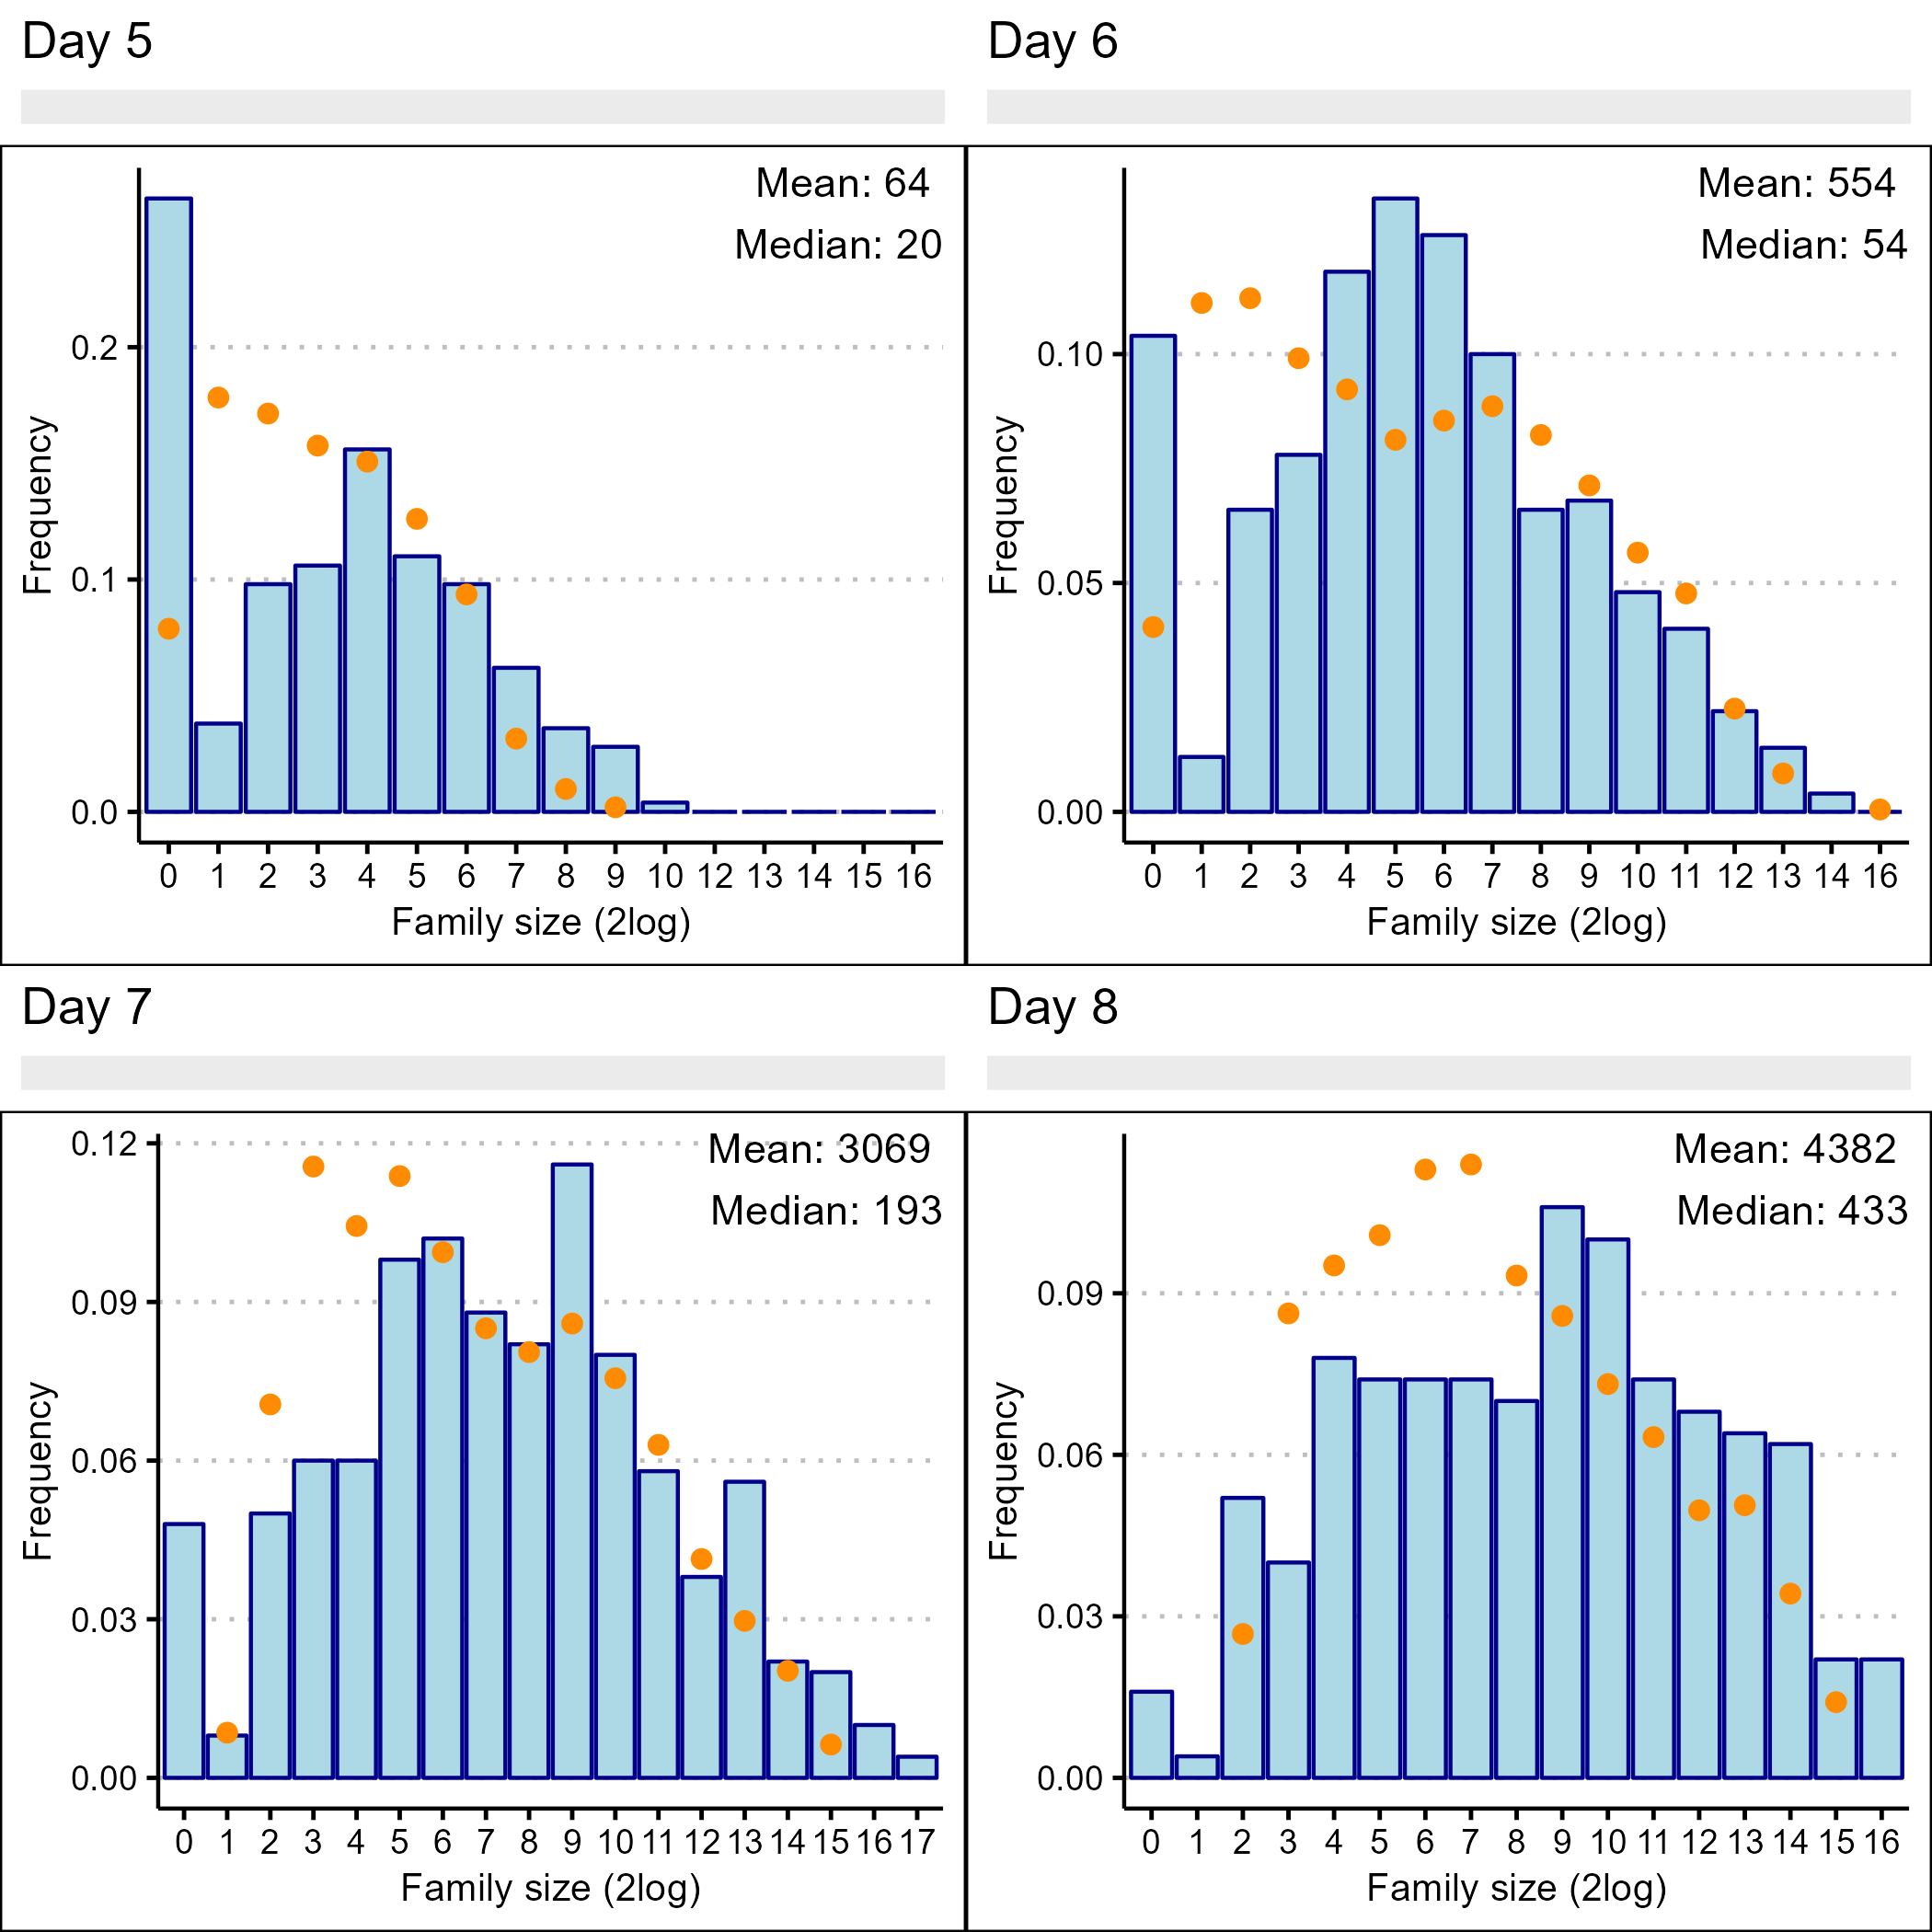 Day 5
Mean: 64
Median: 20
Frequency
0.2
0.1
0.0
0 1 2 3 4 5 6 7 8 9 10 12 13 14 15 16
Family size (2log)
Day 6
Mean: 554
Median: 54
Frequency
0.10
0.05
0.00
0 1 2 3 4 5 6 7 8 9 10 11 12 13 14 16
Family size (2log)
Day 7
Mean: 3069
Median: 193
Frequency
0.12
0.09
0.06
0.03
0.00
0 1 2 3 4 5 6 7 8 9 10 11 12 13 14 15 16 17
Family size (2log)
Day 8
Mean: 4382
Median: 433
Frequency
0.09
0.06
0.03
0.00
0 1 2 3 4 5 6 7 8 9 10 11 12 13 14 15 16
Family size (2log)